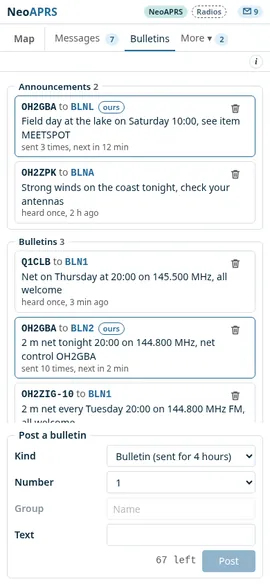 NeoAPRS NeoAPRS Radios 9
Map Messages 7 Bulletins More 2
i
Announcements 2
OH2GBA to BLNL ours
Field day at the lake on Saturday 10:00, see item
MEETSPOT
sent 3 times, next in 12 min
OH2ZPK to BLNA
Strong winds on the coast tonight, check your
antennas
heard once, 2 h ago
Bulletins 3
Q1CLB to BLN1
Net on Thursday at 20:00 on 145.500 MHz, all
welcome
heard once, 3 min ago
OH2GBA to BLN2 ours
2 m net tonight 20:00 on 144.800 MHz, net
control OH2GBA
sent 10 times, next in 2 min
OH2ZIG-10 to BLN1
2 m net every Tuesday 20:00 on 144.800 MHz FM,
all welcome
Post a bulletin
Kind Bulletin (sent for 4 hours)
Number 1
Group Name
Text
67 left Post